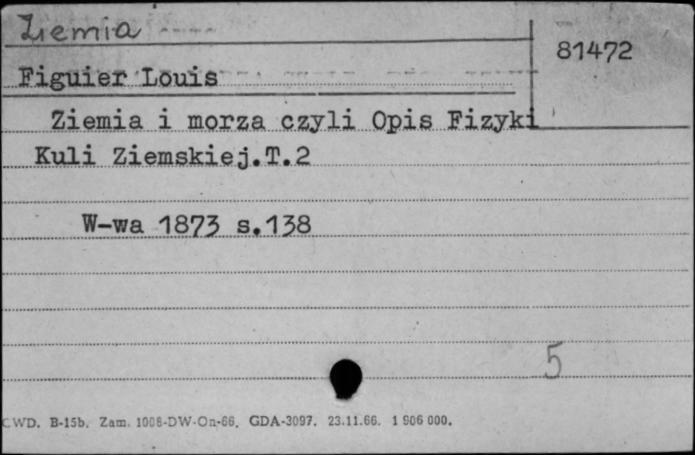 Ziemia
81472
Figuier Louis
Ziemia i morza czyli Opis Fizyki
Kuli Ziemskiej.T.2
W-wa 1873 s.138
5
CWD. B-15b. Zam. 1008-DW-On-66. GDA-3097. 23.11.66. 1 906 000.